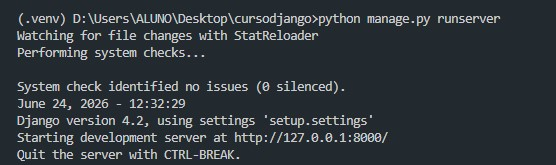 (.venv) D:\Users\ALUNO\Desktop\cursodjango>python manage.py runserver
Watching for file changes with StatReloader
Performing system checks...

System check identified no issues (0 silenced).
June 24, 2026 - 12:32:29
Django version 4.2, using settings 'setup.settings'
Starting development server at http://127.0.0.1:8000/
Quit the server with CTRL-BREAK.